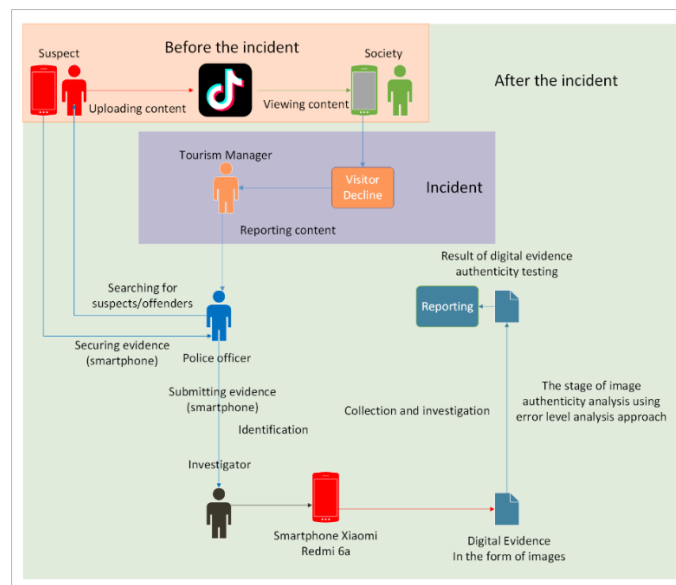 Before the incident
Suspect
Society
After the incident
Uploading content
Viewing content
Tourism Manager
Visitor
Decline
Incident
Reporting content
Result of digital evidence
authenticity testing
Searching for
suspects/offenders
Reporting
Securing evidence
(smartphone)
Police officer
Submitting evidence
(smartphone)
Collection and investigation
The stage of image
authenticity analysis using
error level analysis approach
Identification
Investigator
Smartphone Xiaomi
Redmi 6a
Digital Evidence
In the form of images